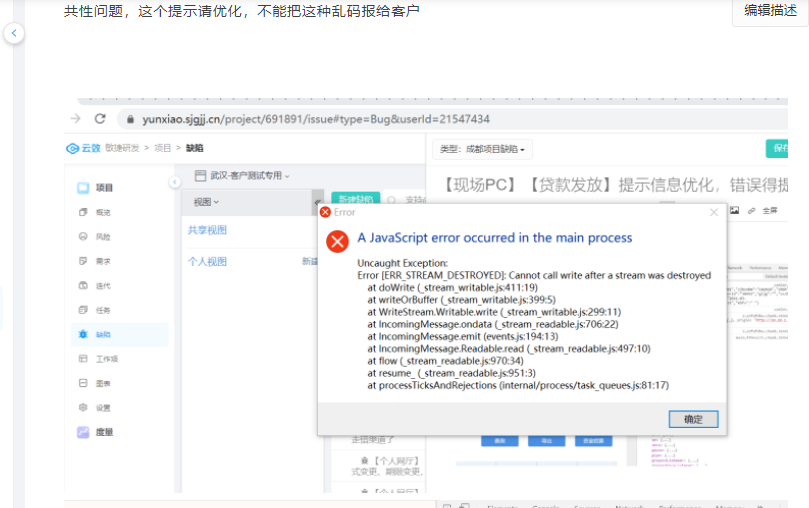 共性问题，这个提示请优化，不能把这种乱码报给客户
编辑描述
yunxiao.sjgjj.cn/project/691891/issue#type=Bug&userId=21547434
云效 敏捷研发 > 项目 > 缺陷
类型: 成都项目缺陷
项目
武汉-客户测试专用
【现场PC】【贷款发放】提示信息优化，错误得提
概览
视图
新建缺陷
风险
共享视图
全屏
需求
个人视图
新建
迭代
任务
缺陷
工作项
图表
设置
度量
Error
A JavaScript error occurred in the main process
Uncaught Exception:
Error [ERR_STREAM_DESTROYED]: Cannot call write after a stream was destroyed
at doWrite (_stream_writable.js:411:19)
at writeOrBuffer (_stream_writable.js:399:5)
at WriteStream.Writable.write (_stream_writable.js:299:11)
at IncomingMessage.ondata (_stream_readable.js:706:22)
at IncomingMessage.emit (events.js:194:13)
at IncomingMessage.Readable.read (_stream_readable.js:497:10)
at flow (_stream_readable.js:970:34)
at resume_ (_stream_readable.js:951:3)
at processTicksAndRejections (internal/process/task_queues.js:81:17)
确定
走错渠道了
【个人网厅】
式变更，期限变更，